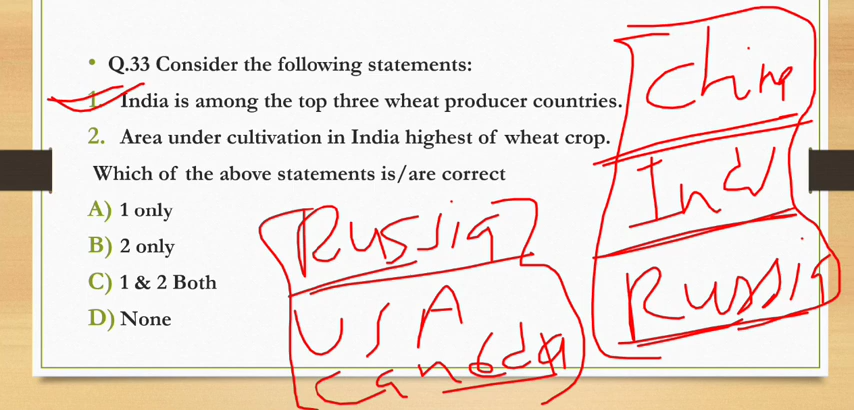 • Q.33 Consider the following statements:
1. India is among the top three wheat producer countries.
2. Area under cultivation in India highest of wheat crop.
Which of the above statements is/are correct
A) 1 only
B) 2 only
C) 1 & 2 Both
D) None
China
Ind
Russia
Russia
USA
Canada